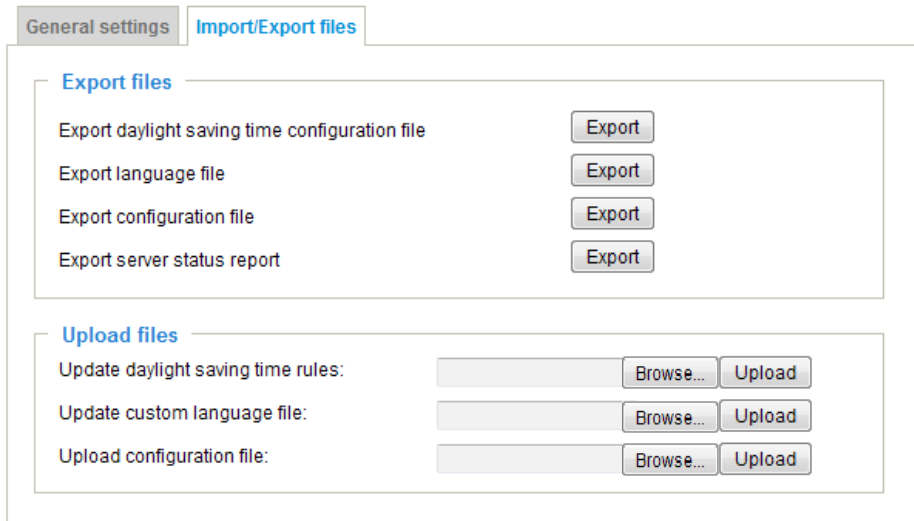 General settings Import/Export files
Export files
Export daylight saving time configuration file Export
Export language file Export
Export configuration file Export
Export server status report Export
Upload files
Update daylight saving time rules: Browse... Upload
Update custom language file: Browse... Upload
Upload configuration file: Browse... Upload